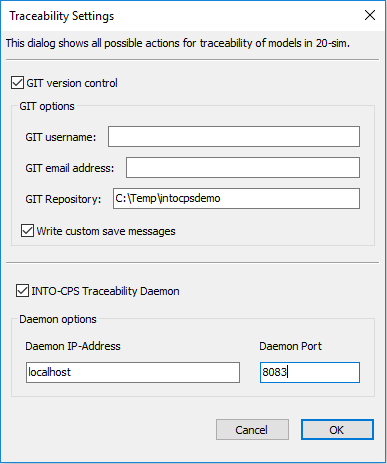 Traceability Settings
This dialog shows all possible actions for traceability of models in 20-sim.
GIT version control
GIT options
GIT username:
GIT email address:
GIT Repository: C:\Temp\intocpsdemo
Write custom save messages
INTO-CPS Traceability Daemon
Daemon options
Daemon IP-Address Daemon Port
localhost 8083
Cancel OK